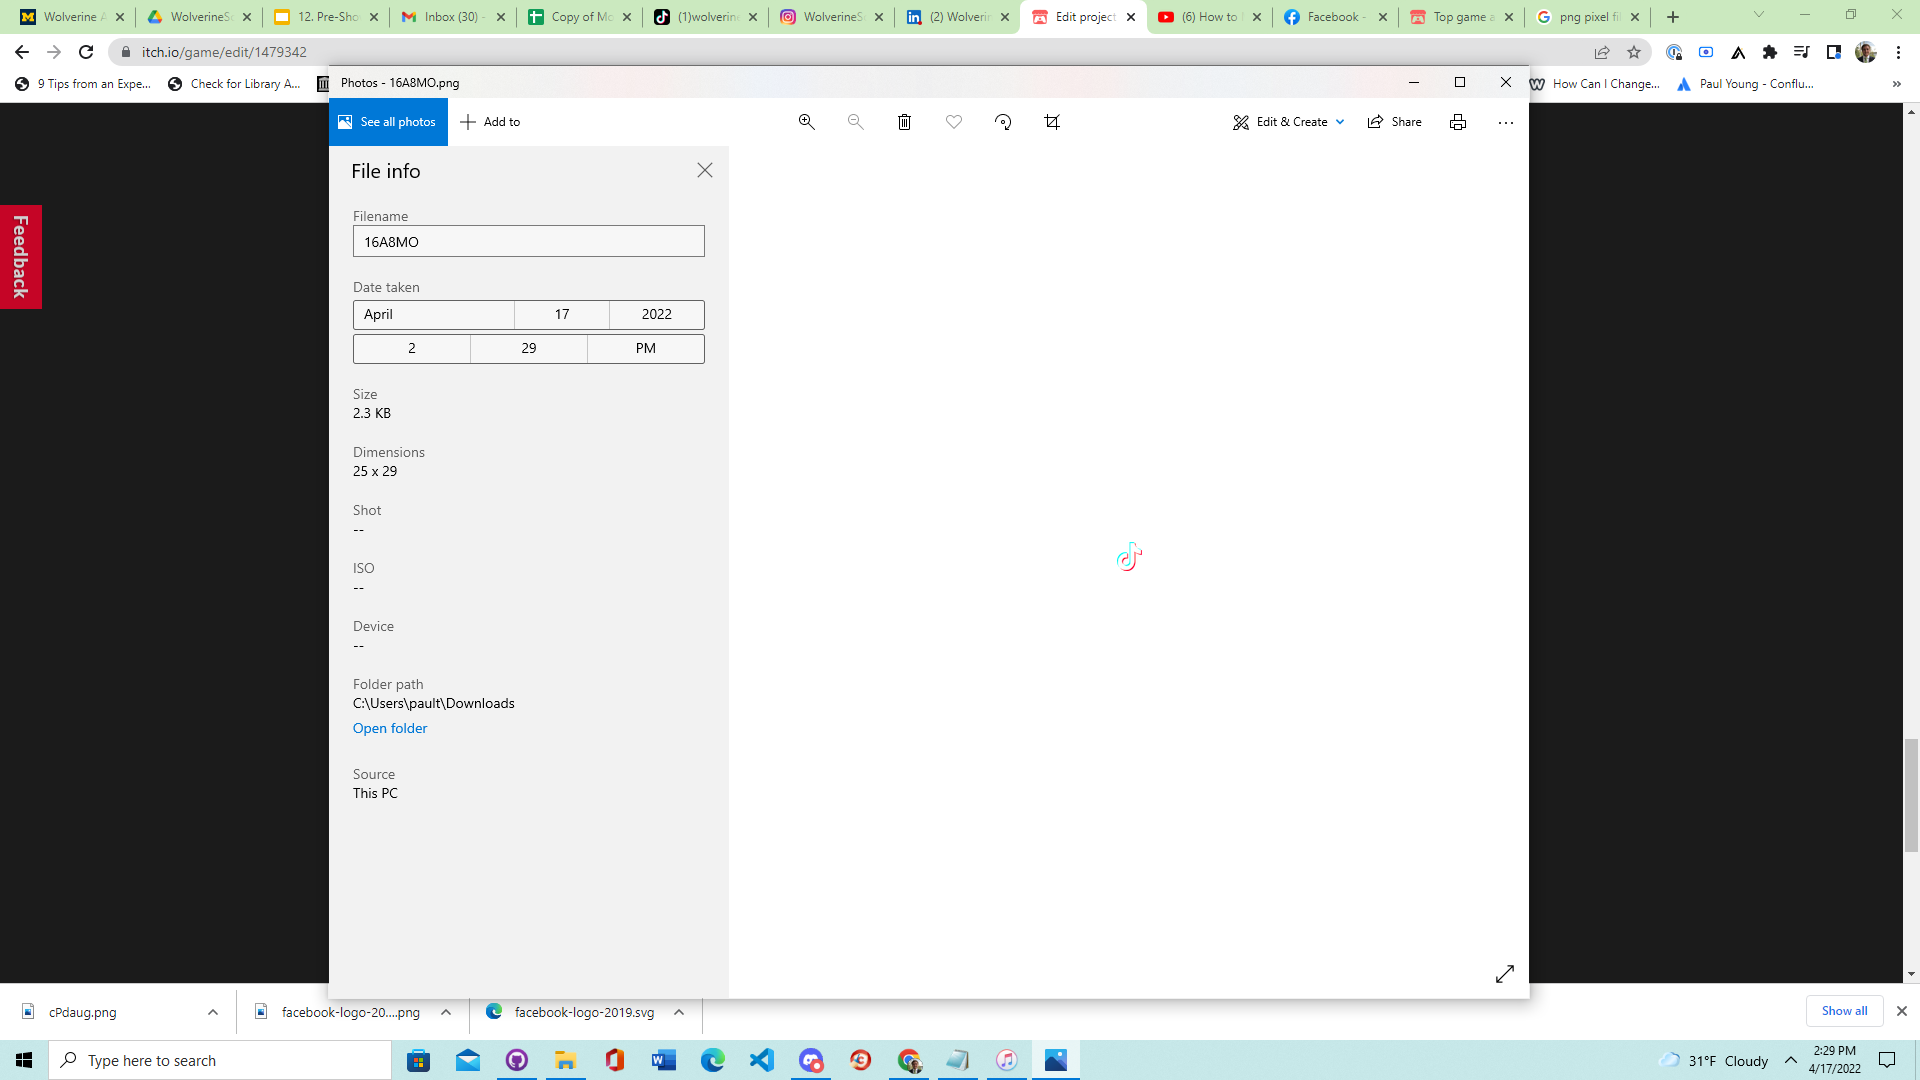 Wolverine A
WolverineSc
12. Pre-Sho
Inbox (30) -
Copy of Mo
(1)wolverine
WolverineS
(2) Wolverin
Edit project
(6) How to
Facebook -
Top game a
png pixel fi
itch.io/game/edit/1479342
9 Tips from an Expe...
Check for Library A...
How Can I Change...
Paul Young - Conflu...
»
Photos - 16A8MO.png
See all photos
Add to
Edit & Create
Share
Feedback
File info
Filename
16A8MO
Date taken
April 17 2022
2 29 PM
Size
2.3 KB
Dimensions
25 x 29
Shot
--
ISO
--
Device
--
Folder path
C:\Users\pault\Downloads
Open folder
Source
This PC
cPdaug.png
facebook-logo-20....png
facebook-logo-2019.svg
Show all
Type here to search
31°F Cloudy
2:29 PM
4/17/2022